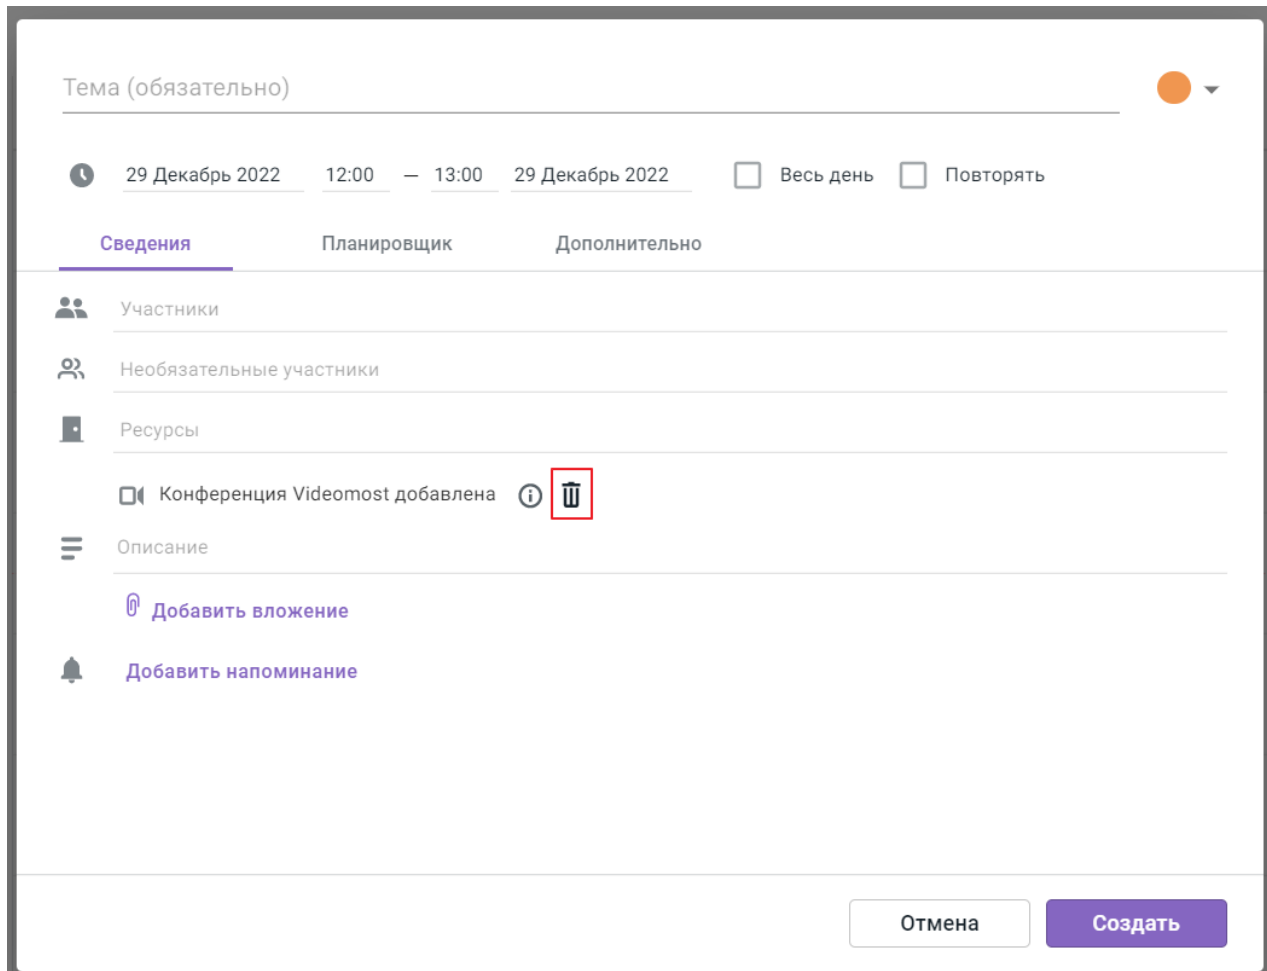 Тема (обязательно)
29 Декабрь 2022 12:00 — 13:00 29 Декабрь 2022 Весь день Повторять
Сведения Планировщик Дополнительно
Участники
Необязательные участники
Ресурсы
Конференция Videomost добавлена
Описание
Добавить вложение
Добавить напоминание
Отмена Создать